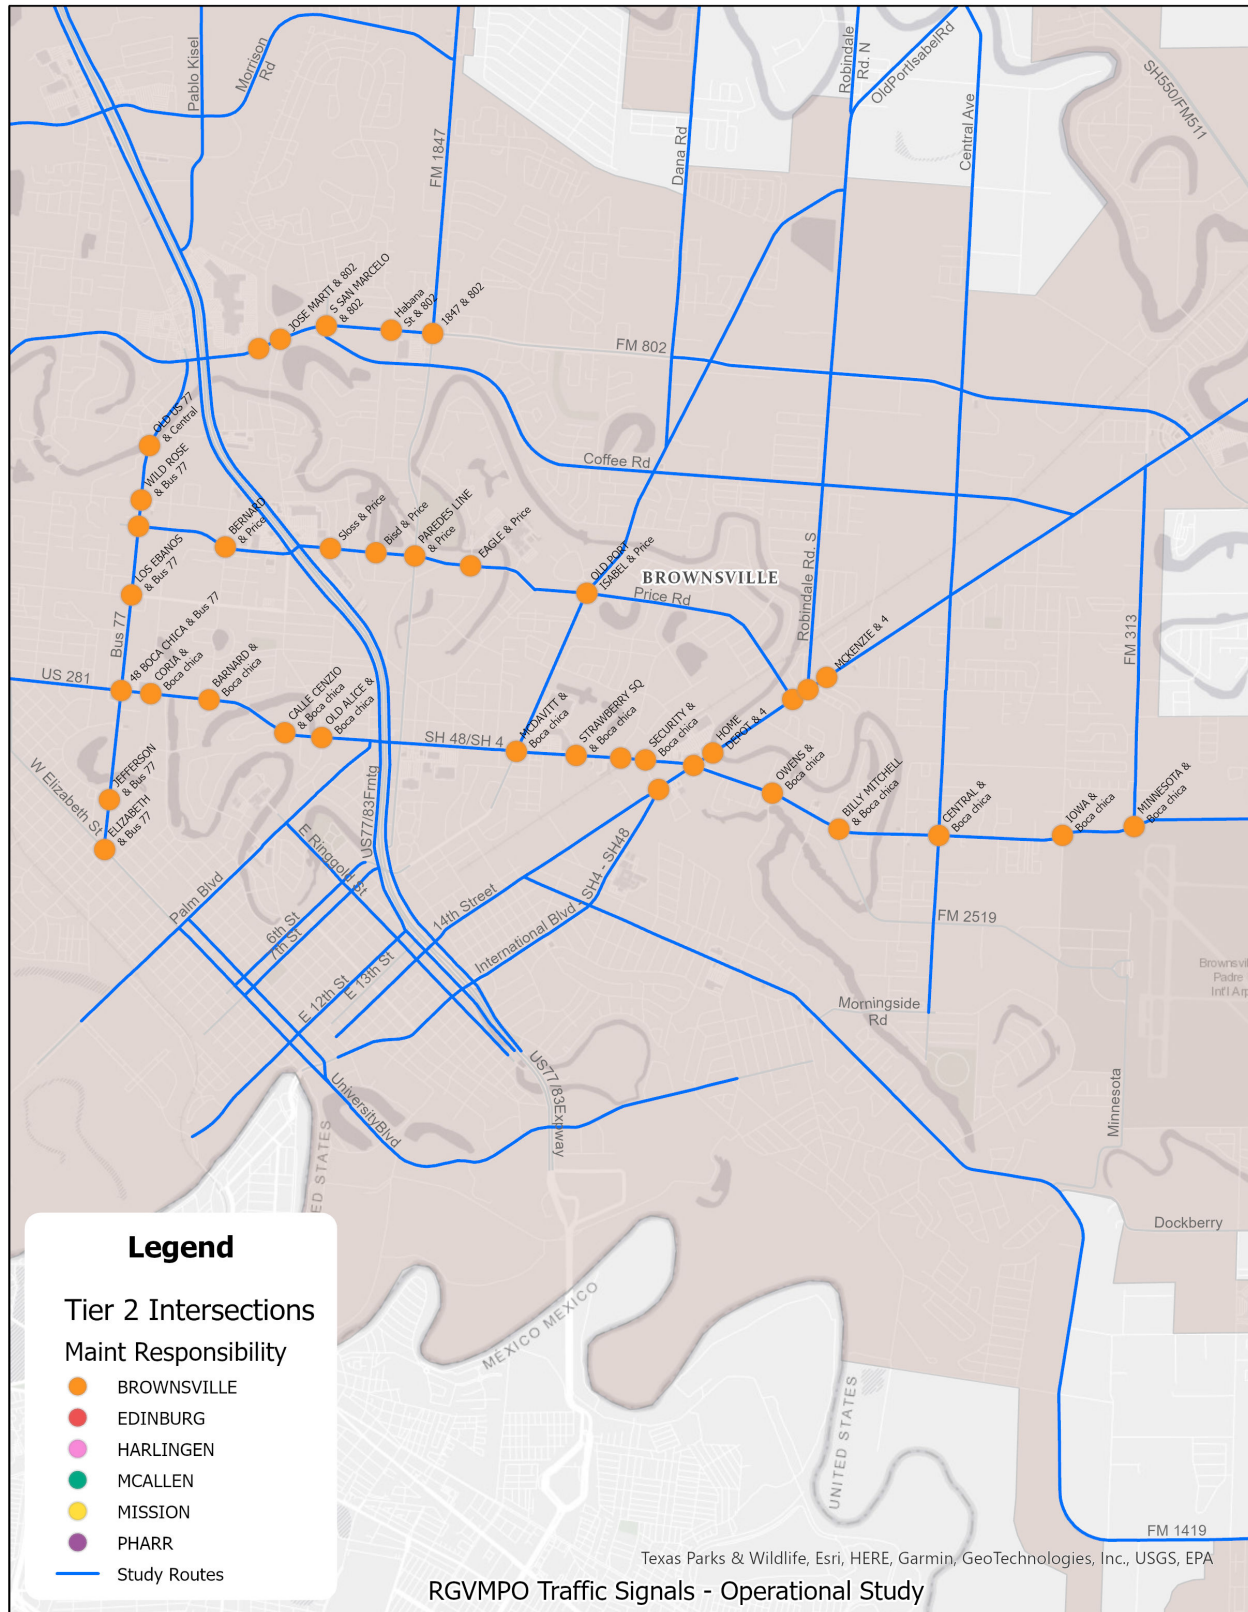 Pablo Kisel
Morrison
Rd
FM 1847
Dana Rd
Robindale
Rd. N
OldPortIsabelRd
Central Ave
SH550/FM511
JOSE MARTI & 802
S SAN MARCELO
& 802
Habana
St & 802
1847 & 802
FM 802
OLD US 77
& Central
WILD ROSE
& Bus 77
BERNARD
& Price
Sloss & Price
Bisd & Price
PAREDES LINE
& Price
EAGLE & Price
Coffee Rd
OLD PORT
ISABEL & Price
BROWNSVILLE
Price Rd
Robindale Rd. S
LOS EBANOS
& Bus 77
Bus 77
US 281
48 BOCA CHICA & Bus 77
CORIA &
Boca chica
BARNARD &
Boca chica
CALLE CENZIO
& Boca chica
OLD ALICE &
Boca chica
SH 48/SH 4
MCDAVITT &
Boca chica
STRAWBERRY SQ
& Boca chica
SECURITY &
Boca chica
HOME
DEPOT & 4
MCKENZIE & 4
FM 313
OWENS &
Boca chica
BILLY MITCHELL
& Boca chica
CENTRAL &
Boca chica
IOWA &
Boca chica
MINNESOTA &
Boca chica
JEFFERSON
& Bus 77
ELIZABETH
& Bus 77
W Elizabeth St
US77/83Frntg
E Ringgold St
Palm Blvd
6th St
7th St
14th Street
International Blvd - SH4 - SH48
E 12th St
E 13th St
FM 2519
Morningside
Rd
Brownsvil
Padre
Int'l Arp
US77/83Expway
UniversityBlvd
Minnesota
Dockberry
ED STATES
MÉXICO MEXICO
UNITED STATES
FM 1419
Legend
Tier 2 Intersections
Maint Responsibility
BROWNSVILLE
EDINBURG
HARLINGEN
MCALLEN
MISSION
PHARR
Study Routes
Texas Parks & Wildlife, Esri, HERE, Garmin, GeoTechnologies, Inc., USGS, EPA
RGVMPO Traffic Signals - Operational Study